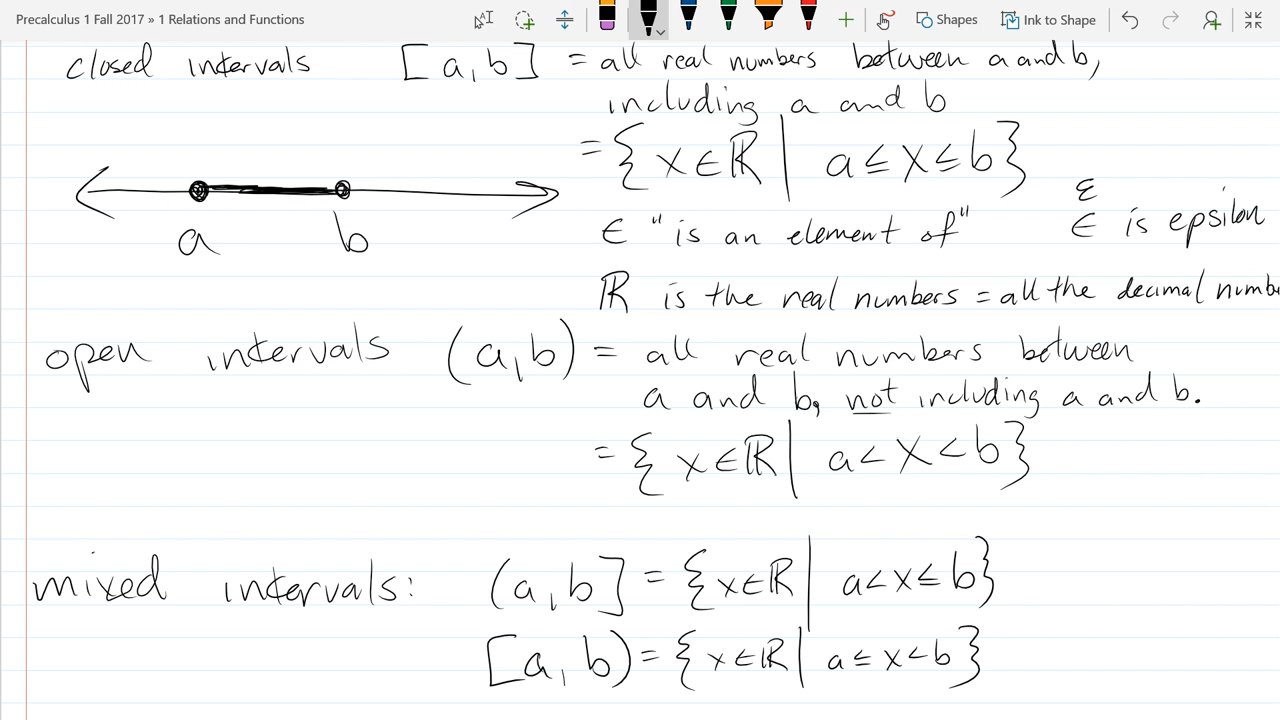 Precalculus 1 Fall 2017 » 1 Relations and Functions
Shapes
Ink to Shape
closed intervals [a,b] = all real numbers between a and b,
including a and b
= {x∈ℝ | a≤x≤b}
a b
ε
∈ "is an element of" ϵ is epsilon
ℝ is the real numbers = all the decimal numbe
open intervals (a,b) = all real numbers between
a and b, not including a and b.
= {x∈ℝ | a<x<b}
mixed intervals: (a,b] = {x∈ℝ | a<x≤b}
[a,b) = {x∈ℝ | a≤x<b}